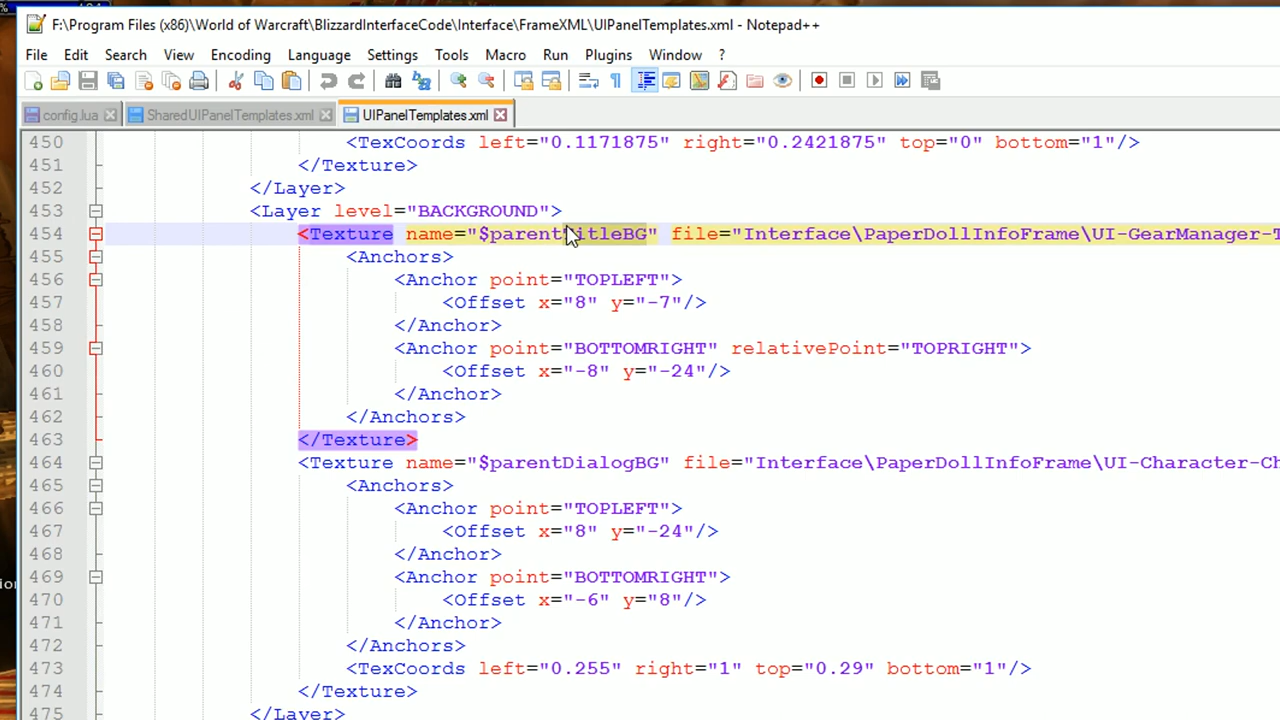 F:\Program Files (x86)\World of Warcraft\BlizzardInterfaceCode\Interface\FrameXML\UIPanelTemplates.xml - Notepad++
File Edit Search View Encoding Language Settings Tools Macro Run Plugins Window ?
config.lua SharedUIPanelTemplates.xml UIPanelTemplates.xml
450 <TexCoords left="0.1171875" right="0.2421875" top="0" bottom="1"/>
451 </Texture>
452 </Layer>
453 <Layer level="BACKGROUND">
454 <Texture name="$parentTitleBG" file="Interface\PaperDollInfoFrame\UI-GearManager-T
455 <Anchors>
456 <Anchor point="TOPLEFT">
457 <Offset x="8" y="-7"/>
458 </Anchor>
459 <Anchor point="BOTTOMRIGHT" relativePoint="TOPRIGHT">
460 <Offset x="-8" y="-24"/>
461 </Anchor>
462 </Anchors>
463 </Texture>
464 <Texture name="$parentDialogBG" file="Interface\PaperDollInfoFrame\UI-Character-Ch
465 <Anchors>
466 <Anchor point="TOPLEFT">
467 <Offset x="8" y="-24"/>
468 </Anchor>
469 <Anchor point="BOTTOMRIGHT">
470 <Offset x="-6" y="8"/>
471 </Anchor>
472 </Anchors>
473 <TexCoords left="0.255" right="1" top="0.29" bottom="1"/>
474 </Texture>
475 </Layer>